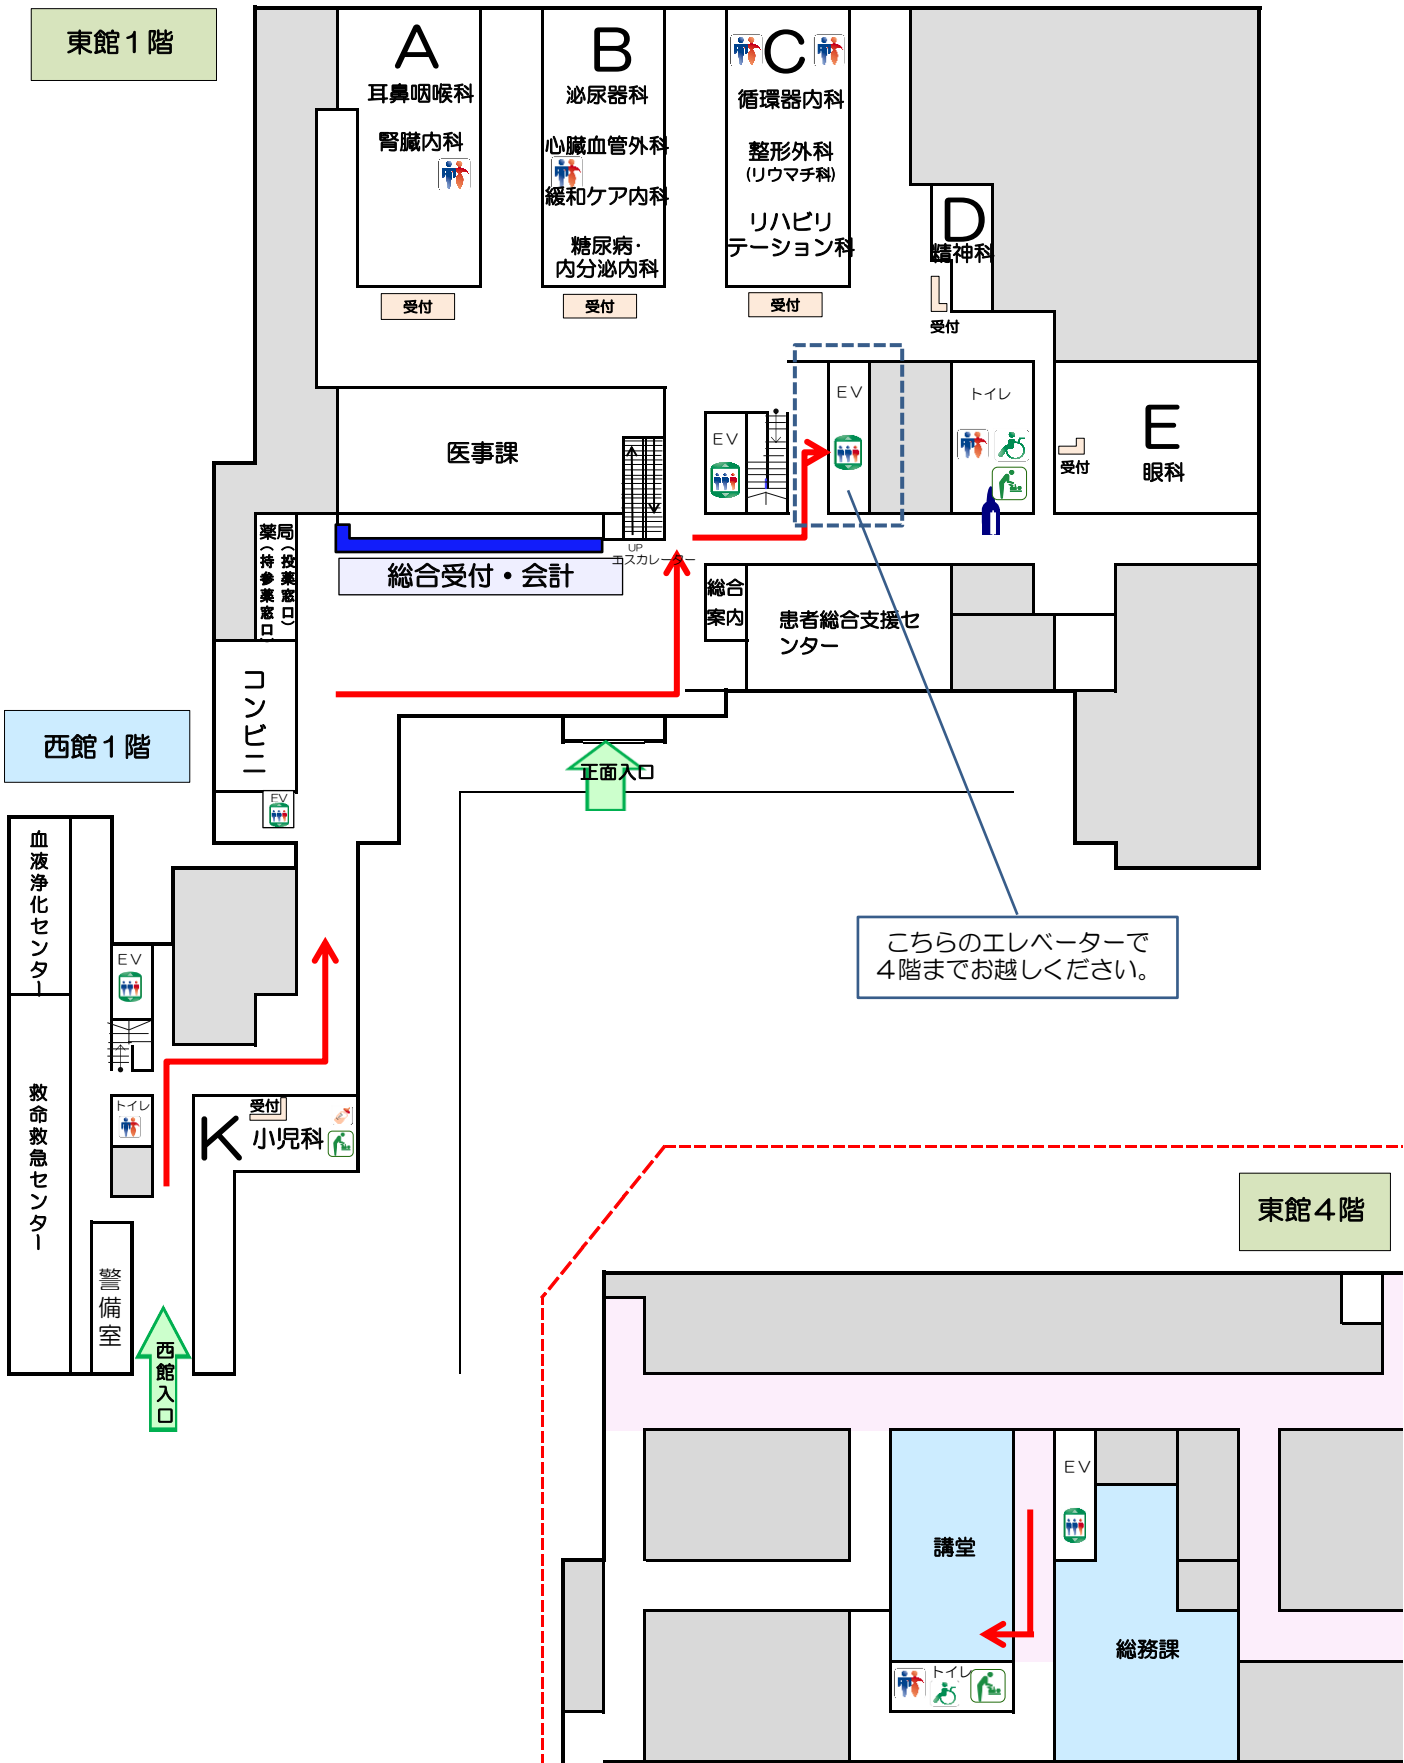 東館１階
A
耳鼻咽喉科
腎臓内科
受付
B
泌尿器科
心臓血管外科
緩和ケア内科
糖尿病・
内分泌内科
受付
C
循環器内科
整形外科
(リウマチ科)
リハビリ
テーション科
受付
D
精神科
受付
EV
トイレ
E
眼科
受付
EV
医事課
UP
エスカレーター
総合受付・会計
薬局（投薬窓口）
（持参薬窓口）
総合
案内
患者総合支援セ
ンター
コンビニ
EV
正面入口
西館１階
血液浄化センター
EV
こちらのエレベーターで
４階までお越しください。
救命救急センター
トイレ
K
受付
小児科
警備室
西館入口
東館４階
EV
講堂
総務課
トイレ